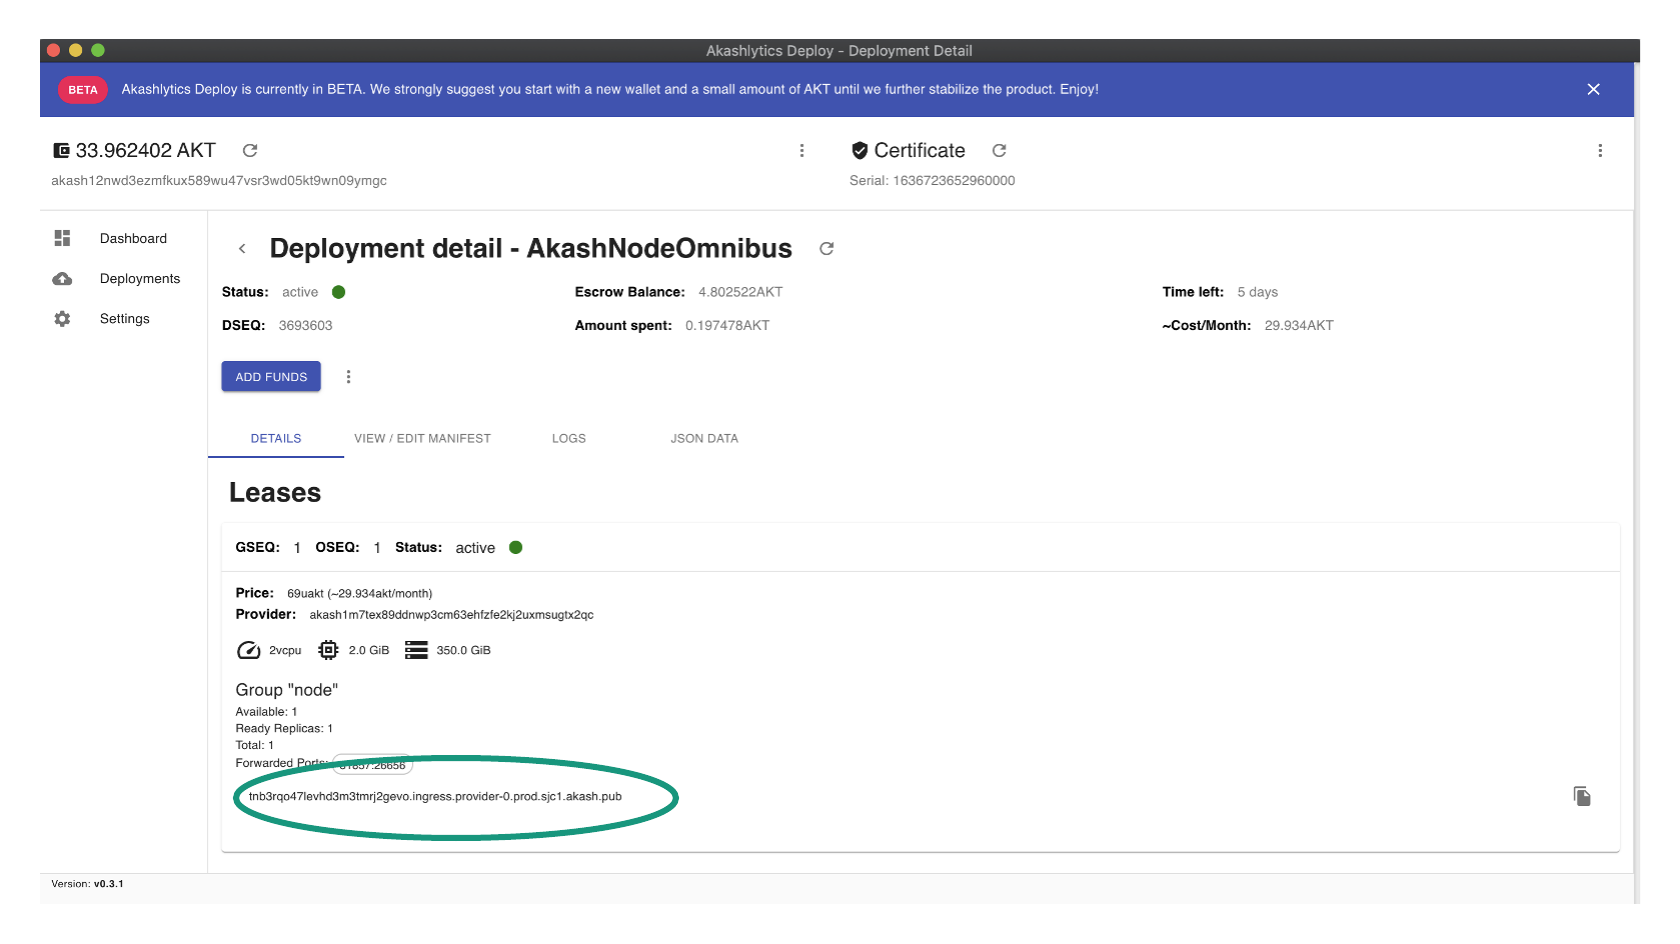 Akashlytics Deploy - Deployment Detail
BETA Akashlytics Deploy is currently in BETA. We strongly suggest you start with a new wallet and a small amount of AKT until we further stabilize the product. Enjoy!
33.962402 AKT
akash12nwd3ezmfkux589wu47vsr3wd05kt9wn09ymgc
Certificate
Serial: 1636723652960000
Dashboard
Deployments
Settings
Deployment detail - AkashNodeOmnibus
Status: active Escrow Balance: 4.802522AKT Time left: 5 days
DSEQ: 3693603 Amount spent: 0.197478AKT ~Cost/Month: 29.934AKT
ADD FUNDS
DETAILS VIEW / EDIT MANIFEST LOGS JSON DATA
Leases
GSEQ: 1 OSEQ: 1 Status: active
Price: 69uakt (~29.934akt/month)
Provider: akash1m7tex89ddnwp3cm63ehfzfe2kj2uxmsugtx2qc
2vcpu 2.0 GiB 350.0 GiB
Group "node"
Available: 1
Ready Replicas: 1
Total: 1
Forwarded Ports:
tnb3rqo47levhd3m3tmrj2gevo.ingress.provider-0.prod.sjc1.akash.pub
Version: v0.3.1